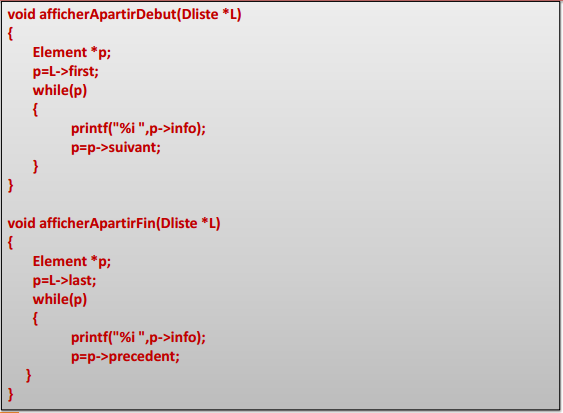 void afficherApartirDebut(Dliste *L)
{
Element *p;
p=L->first;
while(p)
{
printf("%i ",p->info);
p=p->suivant;
}
}
void afficherApartirFin(Dliste *L)
{
Element *p;
p=L->last;
while(p)
{
printf("%i ",p->info);
p=p->precedent;
}
}